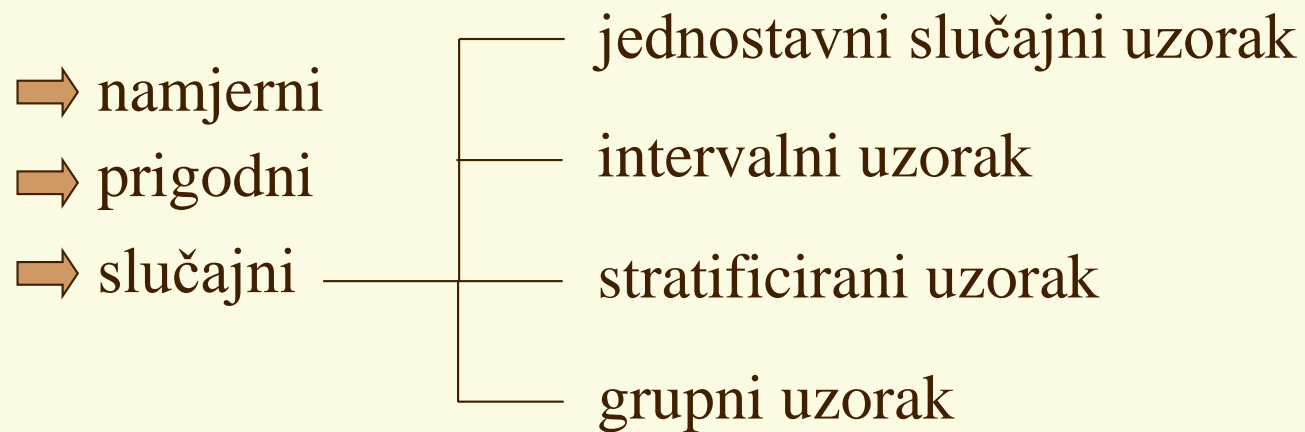 namjerni
prigodni
slučajni
jednostavni slučajni uzorak
intervalni uzorak
stratificirani uzorak
grupni uzorak